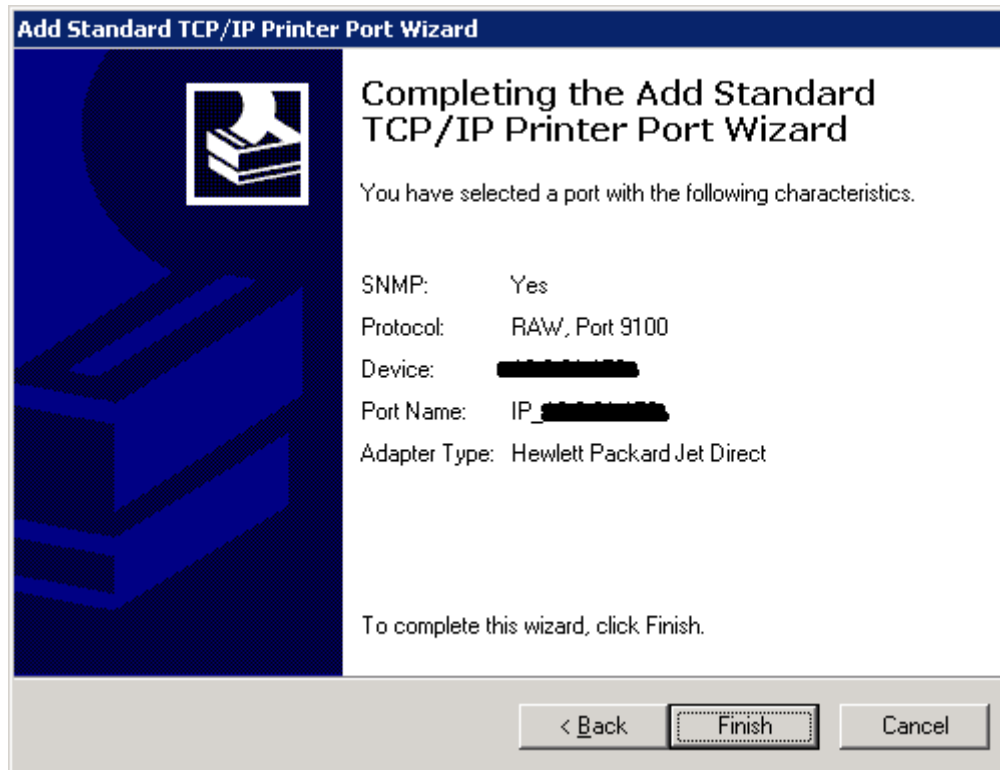 Add Standard TCP/IP Printer Port Wizard
Completing the Add Standard
TCP/IP Printer Port Wizard
You have selected a port with the following characteristics.
SNMP: Yes
Protocol: RAW, Port 9100
Device:
Port Name: IP_
Adapter Type: Hewlett Packard Jet Direct
To complete this wizard, click Finish.
< Back Finish Cancel